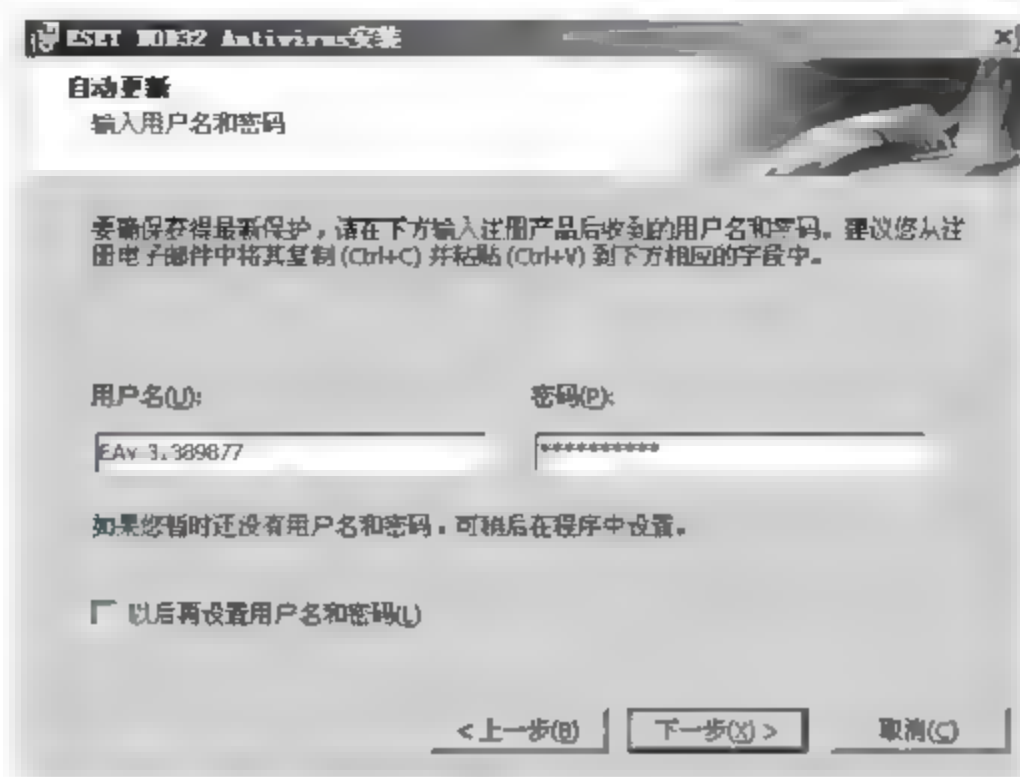 ESET NOD32 Antivirus安装
自动更新
输入用户名和密码
要确保获得最新保护，请在下方输入注册产品后收到的用户名和密码。建议您从注
册电子邮件中将其复制(Ctrl+C)并粘贴(Ctrl+V)到下方相应的字段中。
用户名(U):
密码(P):
**********
如果您暂时还没有用户名和密码，可稍后在程序中设置。
以后再设置用户名和密码(L)
<上一步(B)
下一步(X) >
取消(C)